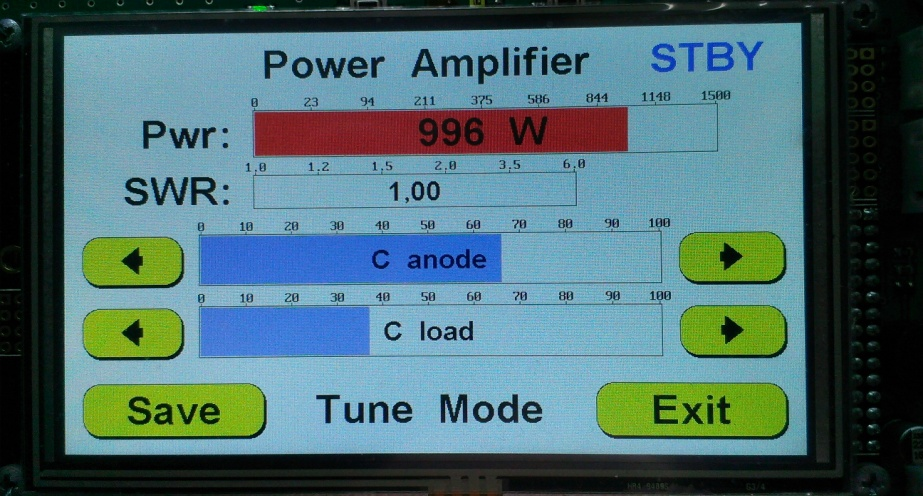 Power Amplifier STBY
0 23 94 211 375 586 844 1148 1500
Pwr: 996 W
1,0 1,2 1,5 2,0 3,5 6,0
SWR: 1,00
0 10 20 30 40 50 60 70 80 90 100
C anode
0 10 20 30 40 50 60 70 80 90 100
C load
Save Tune Mode Exit